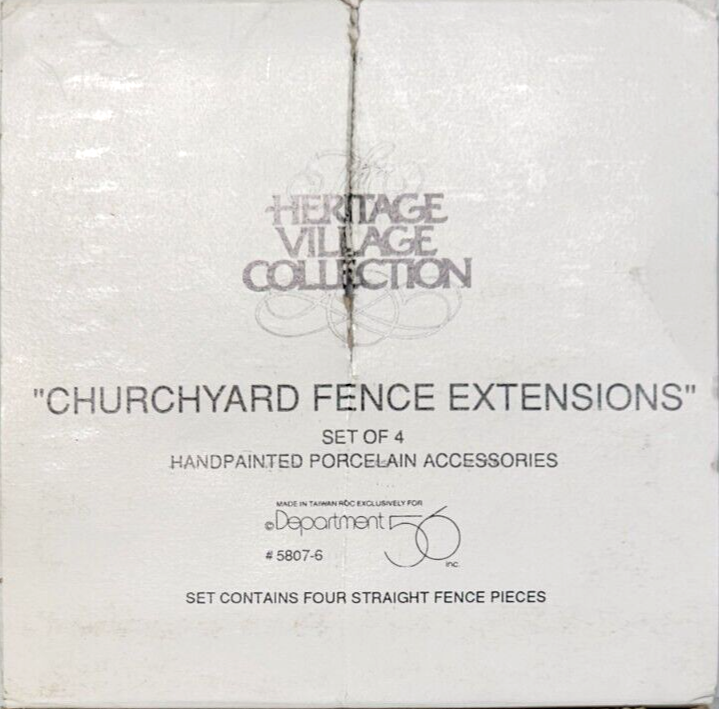 The
HERITAGE
VILLAGE
COLLECTION
"CHURCHYARD FENCE EXTENSIONS"
SET OF 4
HANDPAINTED PORCELAIN ACCESSORIES
MADE IN TAIWAN ROC EXCLUSIVELY FOR
©Department 56
# 5807-6 INC.
SET CONTAINS FOUR STRAIGHT FENCE PIECES